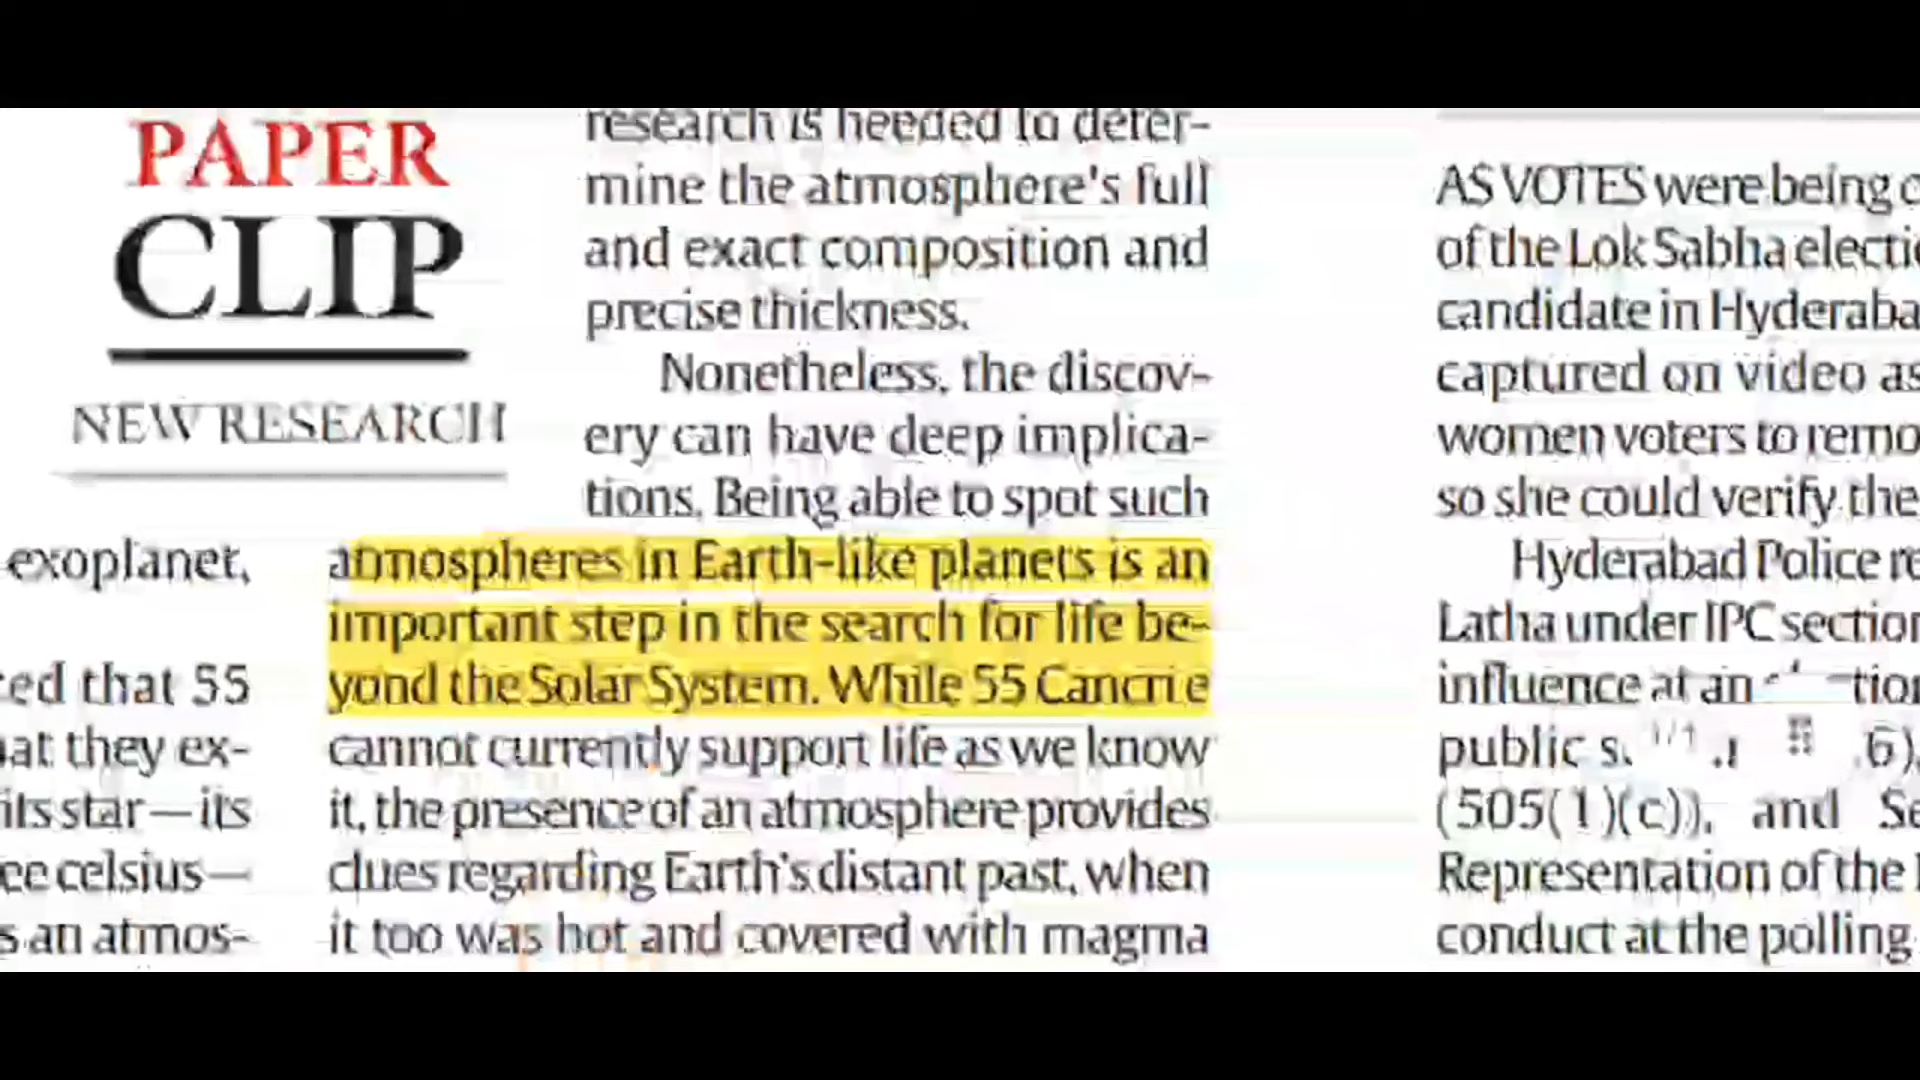 PAPER
CLIP
NEW RESEARCH
exoplanet,
ed that 55
at they ex-
its star—its
ee celsius—
s an atmos-
research is needed to deter-
mine the atmosphere's full
and exact composition and
precise thickness.
Nonetheless, the discov-
ery can have deep implica-
tions. Being able to spot such
atmospheres in Earth-like planets is an
important step in the search for life be-
yond the Solar System. While 55 Cancri e
cannot currently support life as we know
it, the presence of an atmosphere provides
clues regarding Earth's distant past, when
it too was hot and covered with magma
AS VOTES were being c
of the Lok Sabha electi
candidate in Hyderaba
captured on video as
women voters to remo
so she could verify the
Hyderabad Police re
Latha under IPC section
influence at an tion
public s
(505(1)(c)), and Se
Representation of the
conduct at the polling